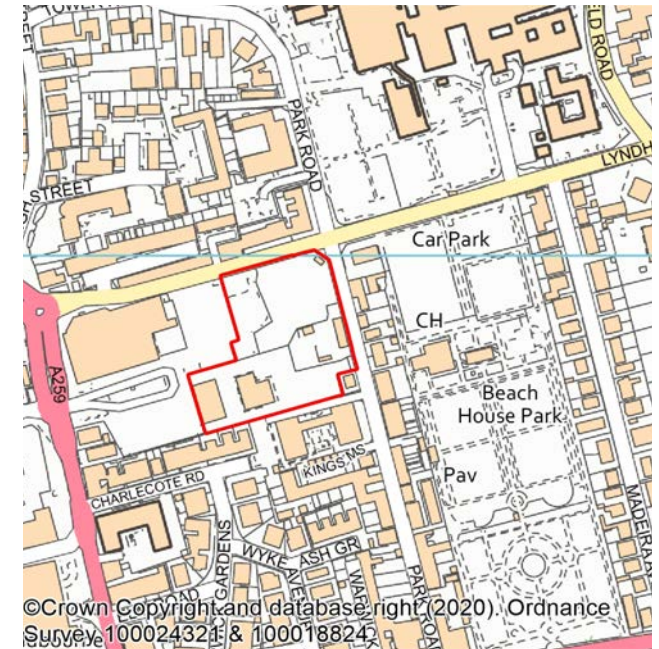 PARK ROAD
ROAD
STREET
Car Park
CH
A259
Beach
House Park
KINGS MS
Pav
CHARLECOTE RD
GARDENS
ASH GR
PARK ROAD
©Crown Copyright and database right (2020). Ordnance
Survey 100024321 & 100018824